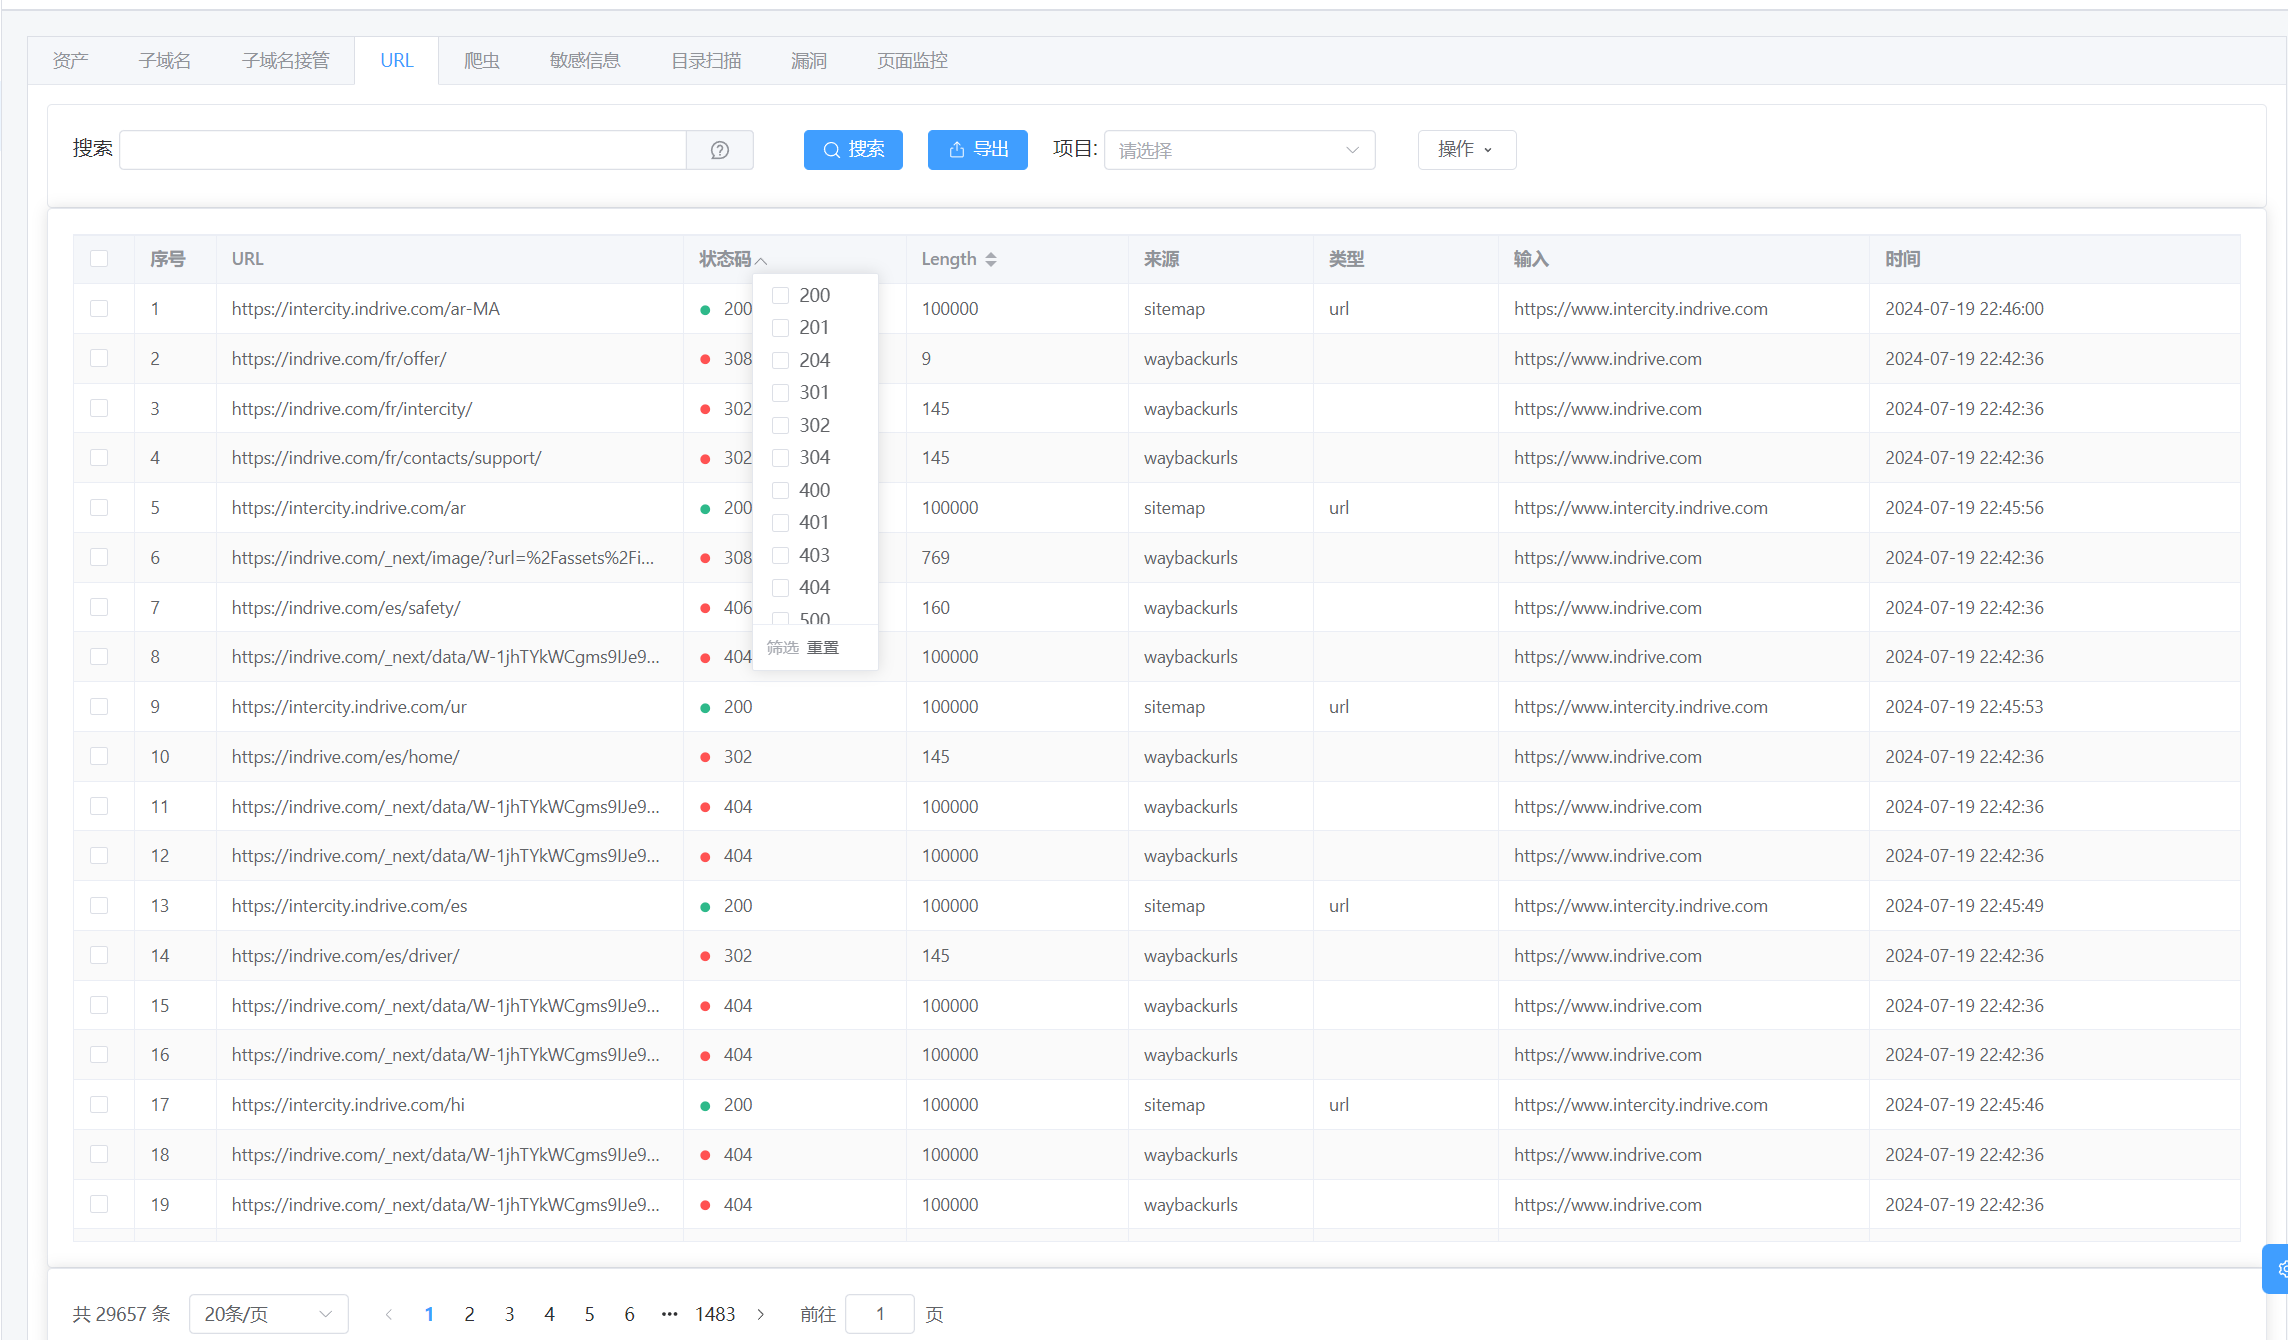 资产 子域名 子域名接管 URL 爬虫 敏感信息 目录扫描 漏洞 页面监控
搜索 搜索 导出 项目: 请选择 操作
序号 URL 状态码 Length 来源 类型 输入 时间
1 https://intercity.indrive.com/ar-MA 200 100000 sitemap url https://www.intercity.indrive.com 2024-07-19 22:46:00
2 https://indrive.com/fr/offer/ 308 9 waybackurls https://www.indrive.com 2024-07-19 22:42:36
3 https://indrive.com/fr/intercity/ 302 145 waybackurls https://www.indrive.com 2024-07-19 22:42:36
4 https://indrive.com/fr/contacts/support/ 302 145 waybackurls https://www.indrive.com 2024-07-19 22:42:36
5 https://intercity.indrive.com/ar 200 100000 sitemap url https://www.intercity.indrive.com 2024-07-19 22:45:56
6 https://indrive.com/_next/image/?url=%2Fassets%2Fi... 308 769 waybackurls https://www.indrive.com 2024-07-19 22:42:36
7 https://indrive.com/es/safety/ 406 160 waybackurls https://www.indrive.com 2024-07-19 22:42:36
8 https://indrive.com/_next/data/W-1jhTYkWCgms9IJe9... 404 100000 waybackurls https://www.indrive.com 2024-07-19 22:42:36
9 https://intercity.indrive.com/ur 200 100000 sitemap url https://www.intercity.indrive.com 2024-07-19 22:45:53
10 https://indrive.com/es/home/ 302 145 waybackurls https://www.indrive.com 2024-07-19 22:42:36
11 https://indrive.com/_next/data/W-1jhTYkWCgms9IJe9... 404 100000 waybackurls https://www.indrive.com 2024-07-19 22:42:36
12 https://indrive.com/_next/data/W-1jhTYkWCgms9IJe9... 404 100000 waybackurls https://www.indrive.com 2024-07-19 22:42:36
13 https://intercity.indrive.com/es 200 100000 sitemap url https://www.intercity.indrive.com 2024-07-19 22:45:49
14 https://indrive.com/es/driver/ 302 145 waybackurls https://www.indrive.com 2024-07-19 22:42:36
15 https://indrive.com/_next/data/W-1jhTYkWCgms9IJe9... 404 100000 waybackurls https://www.indrive.com 2024-07-19 22:42:36
16 https://indrive.com/_next/data/W-1jhTYkWCgms9IJe9... 404 100000 waybackurls https://www.indrive.com 2024-07-19 22:42:36
17 https://intercity.indrive.com/hi 200 100000 sitemap url https://www.intercity.indrive.com 2024-07-19 22:45:46
18 https://indrive.com/_next/data/W-1jhTYkWCgms9IJe9... 404 100000 waybackurls https://www.indrive.com 2024-07-19 22:42:36
19 https://indrive.com/_next/data/W-1jhTYkWCgms9IJe9... 404 100000 waybackurls https://www.indrive.com 2024-07-19 22:42:36
200
201
204
301
302
304
400
401
403
404
500
筛选 重置
共 29657 条 20条/页 1 2 3 4 5 6 ••• 1483 前往 1 页